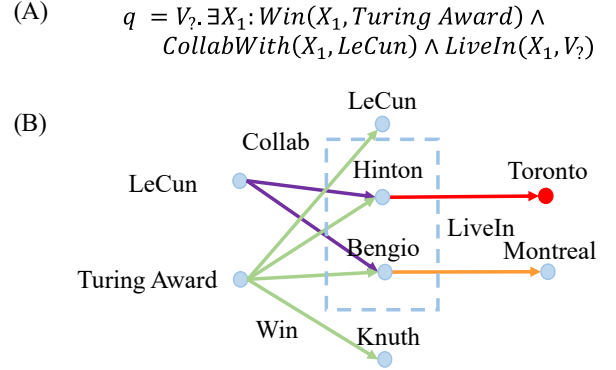 (A) q = V?. ∃X₁: Win(X₁, Turing Award) ∧
CollabWith(X₁, LeCun) ∧ LiveIn(X₁, V?)
(B)
LeCun
Collab
Hinton
Toronto
LeCun
LiveIn
Bengio
Montreal
Turing Award
Win
Knuth